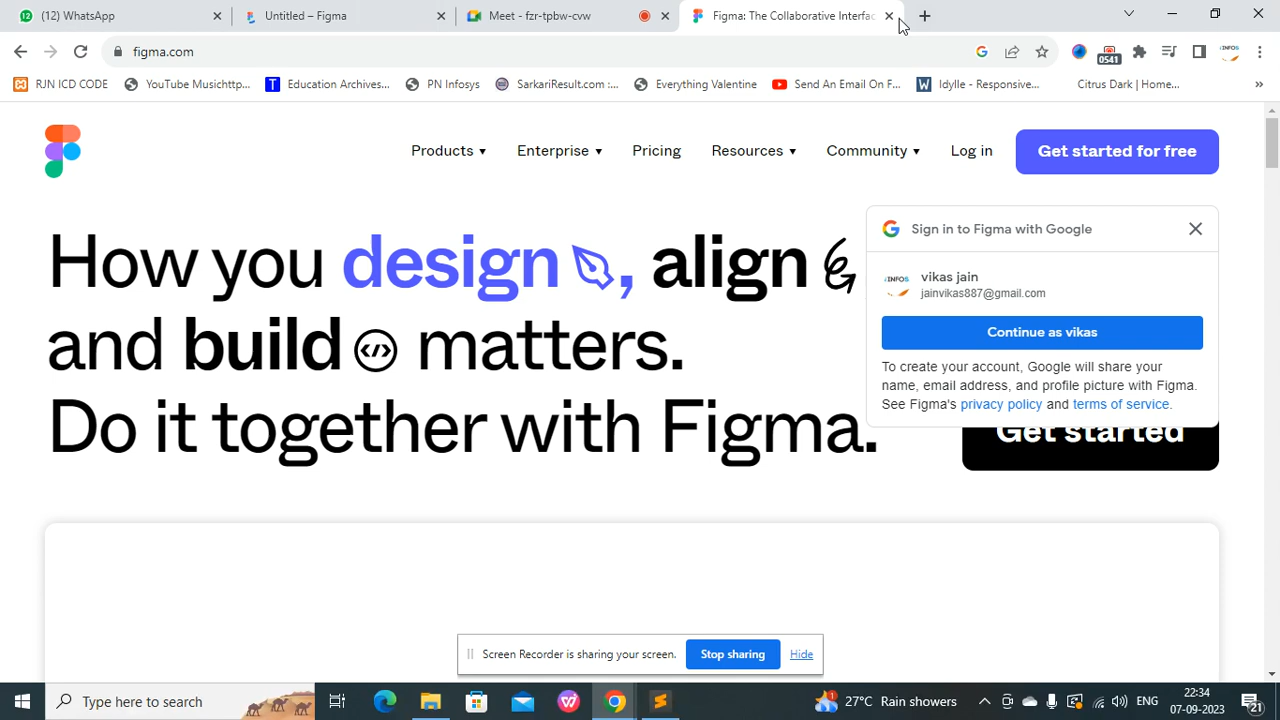 (12) WhatsApp
Untitled – Figma
Meet - fzr-tpbw-cvw
Figma: The Collaborative Interfac
figma.com
0541
RJN ICD CODE
YouTube Musichttp...
Education Archives...
PN Infosys
SarkariResult.com :...
Everything Valentine
Send An Email On F...
Idylle - Responsive...
Citrus Dark | Home...
»
Products
Enterprise
Pricing
Resources
Community
Log in
Get started for free
How you design, align
and build matters.
Do it together with Figma.
Sign in to Figma with Google
vikas jain
jainvikas887@gmail.com
Continue as vikas
To create your account, Google will share your
name, email address, and profile picture with Figma.
See Figma's privacy policy and terms of service.
Get started
Screen Recorder is sharing your screen.
Stop sharing
Hide
Type here to search
1
27°C Rain showers
ENG
22:34
07-09-2023
21